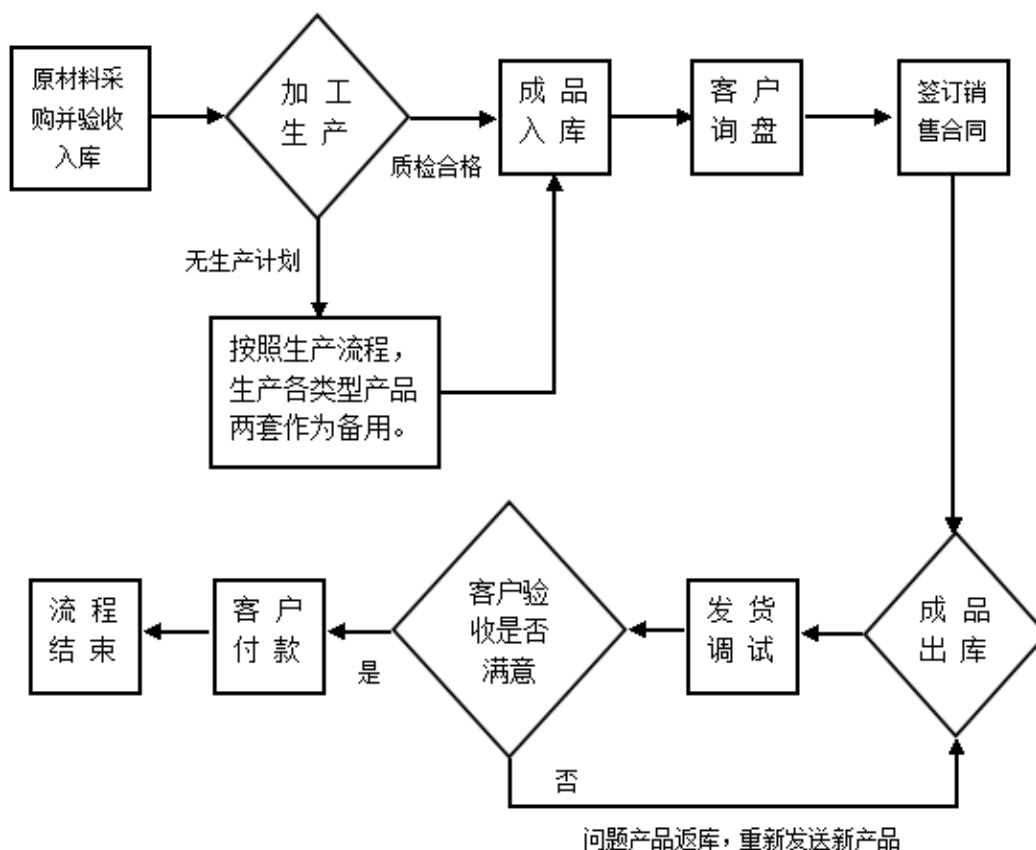 原材料采
购并验收
入库
加 工
生 产
质检合格
成 品
入 库
客 户
询 盘
签订销
售合同
无生产计划
按照生产流程，
生产各类型产品
两套作为备用。
流 程
结 束
客 户
付 款
是
客户验
收是否
满意
发 货
调 试
成 品
出 库
否
问题产品返库，重新发送新产品